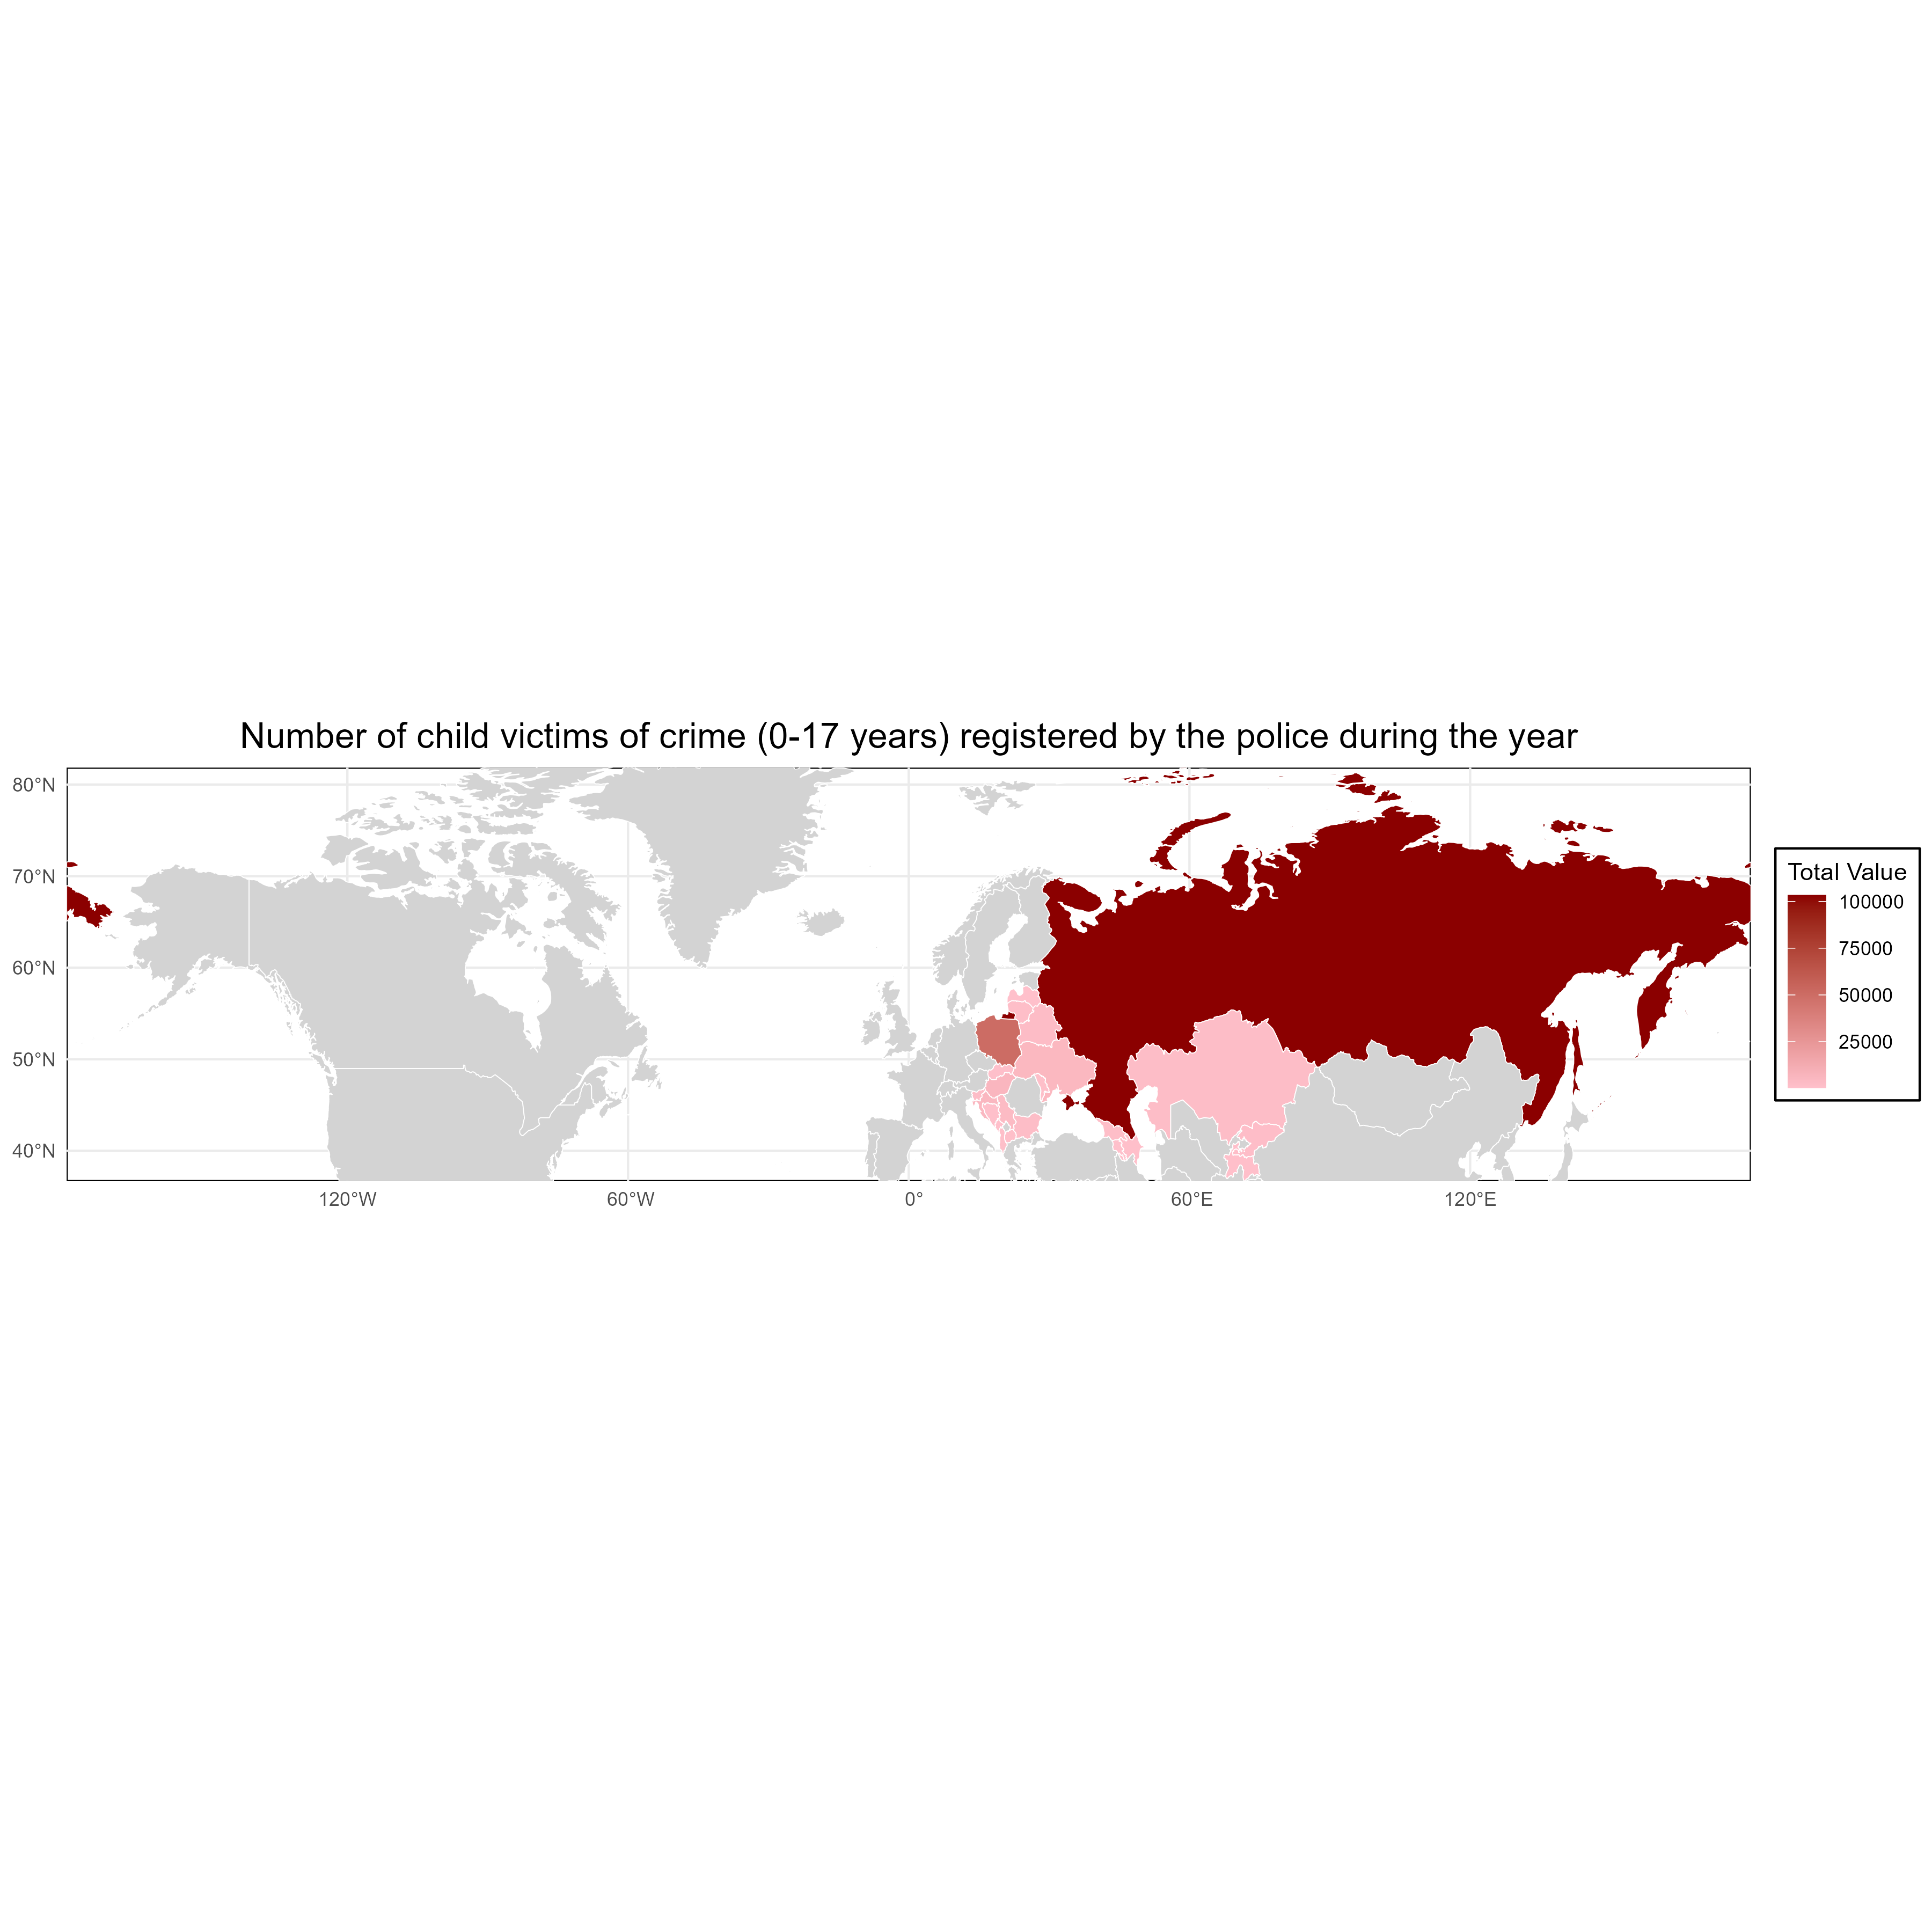 Number of child victims of crime (0-17 years) registered by the police during the year
80°N
70°N
60°N
50°N
40°N
120°W
60°W
0°
60°E
120°E
Total Value
100000
75000
50000
25000